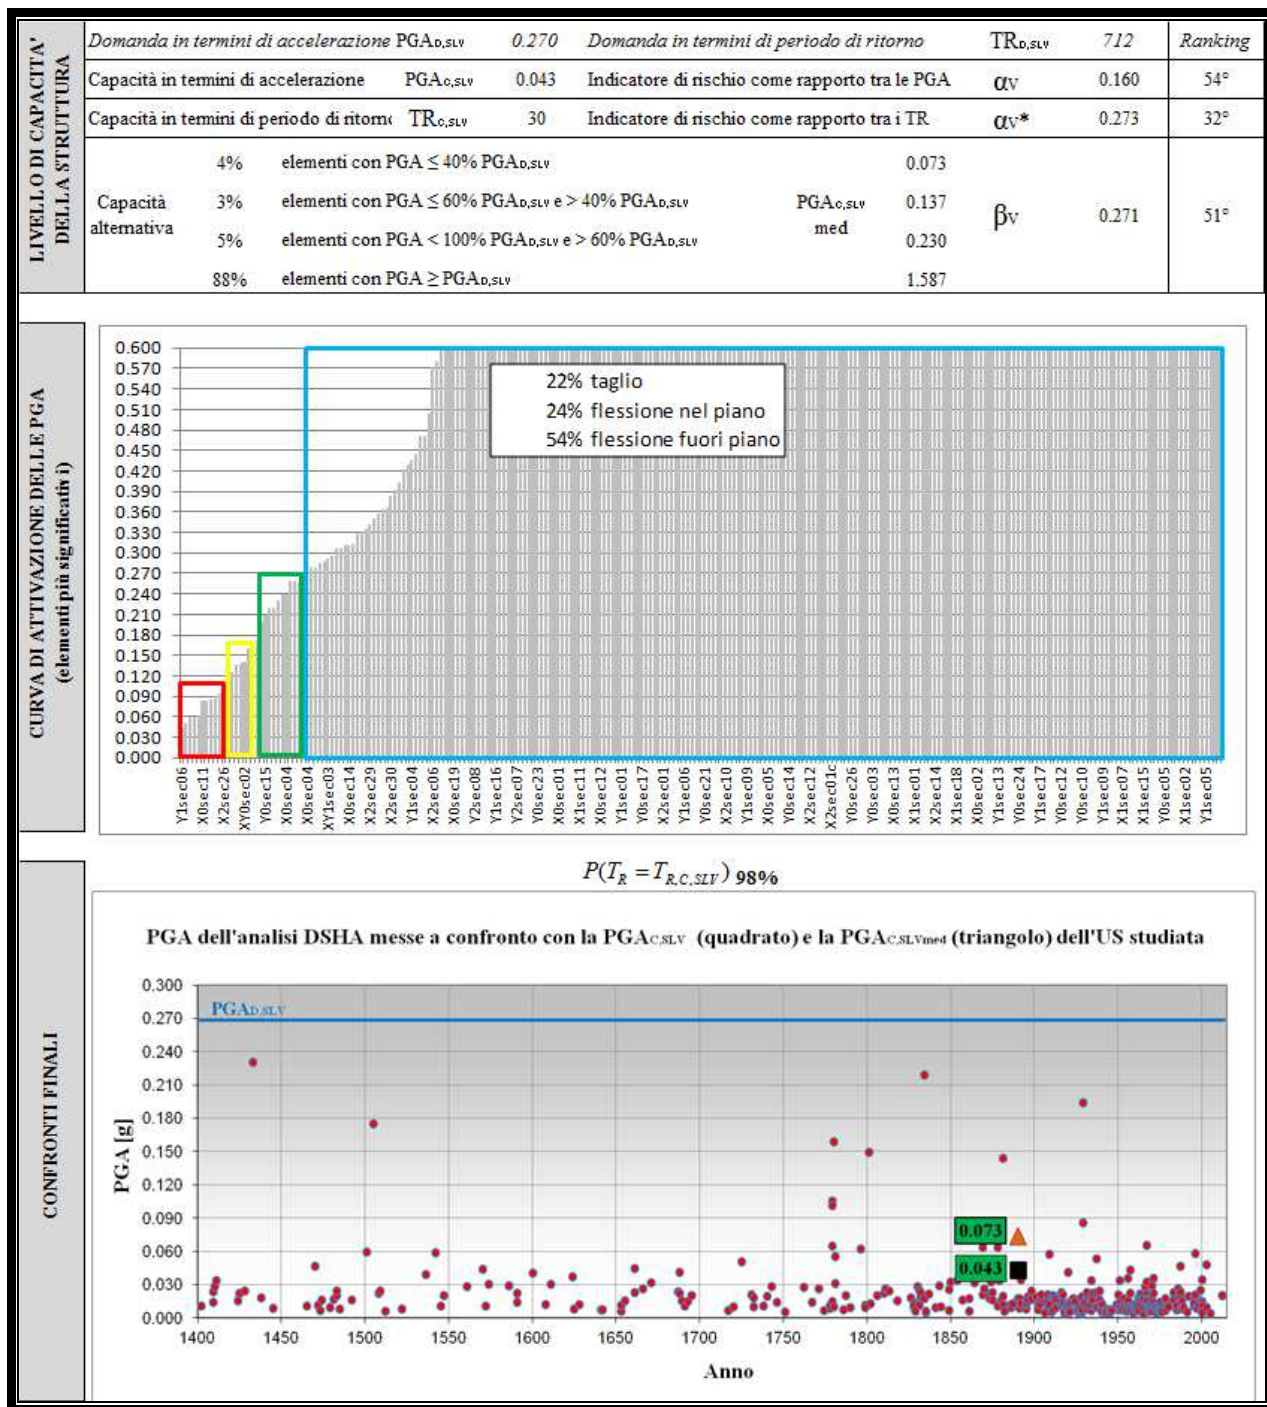 LIVELLO DI CAPACITA' DELLA STRUTTURA
Domanda in termini di accelerazione PGAD,SLV 0.270 Domanda in termini di periodo di ritorno TRD,SLV 712 Ranking
Capacità in termini di accelerazione PGAC,SLV 0.043 Indicatore di rischio come rapporto tra le PGA αV 0.160 54°
Capacità in termini di periodo di ritorno TRC,SLV 30 Indicatore di rischio come rapporto tra i TR αV* 0.273 32°
Capacità alternativa
4% elementi con PGA ≤ 40% PGAD,SLV 0.073
3% elementi con PGA ≤ 60% PGAD,SLV e > 40% PGAD,SLV 0.137
5% elementi con PGA < 100% PGAD,SLV e > 60% PGAD,SLV 0.230
88% elementi con PGA ≥ PGAD,SLV 1.587
PGAC,SLV med
βV 0.271 51°
CURVA DI ATTIVAZIONE DELLE PGA
(elementi più significativi)
0.600
0.570
0.540
0.510
0.480
0.450
0.420
0.390
0.360
0.330
0.300
0.270
0.240
0.210
0.180
0.150
0.120
0.090
0.060
0.030
0.000
22% taglio
24% flessione nel piano
54% flessione fuori piano
Y1sec06 X0sec11 X2sec26 XY0sec02 Y0sec15 X0sec04 X0sec04 XY1sec03 X0sec14 X2sec29 X2sec30 Y1sec04 X2sec06 X0sec19 Y2sec08 X1sec16 Y2sec07 Y0sec23 X0sec01 X1sec12 Y1sec01 Y0sec17 X2sec01 Y1sec06 Y0sec21 X2sec10 Y0sec09 X0sec05 Y0sec14 X2sec12 X2sec01c Y0sec26 Y0sec03 Y0sec13 X1sec01 X2sec14 X1sec18 X0sec02 Y1sec13 Y0sec24 Y1sec17 Y0sec12 Y0sec10 X1sec09 X1sec07 X1sec15 Y0sec05 X1sec02 Y1sec05
CONFRONTI FINALI
P(TR = TR,C,SLV) 98%
PGA dell'analisi DSHA messe a confronto con la PGAC,SLV (quadrato) e la PGAC,SLVmed (triangolo) dell'US studiata
PGA [g]
0.300
0.270
0.240
0.210
0.180
0.150
0.120
0.090
0.060
0.030
0.000
PGAD,SLV
0.073
0.043
1400 1450 1500 1550 1600 1650 1700 1750 1800 1850 1900 1950 2000
Anno